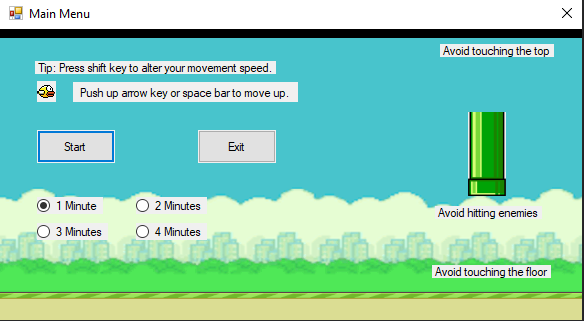 Main Menu
Avoid touching the top
Tip: Press shift key to alter your movement speed.
Push up arrow key or space bar to move up.
Start
Exit
1 Minute
2 Minutes
Avoid hitting enemies
3 Minutes
4 Minutes
Avoid touching the floor